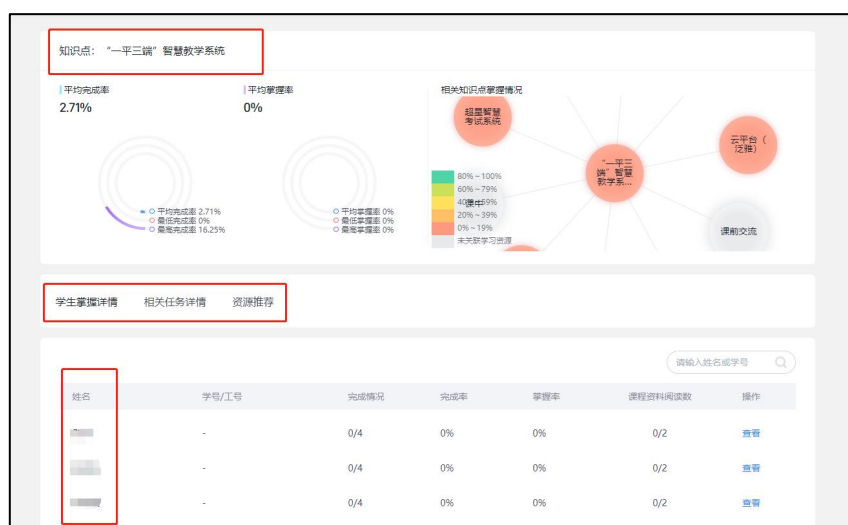 知识点：“一平三端”智慧教学系统
平均完成率
2.71%
平均掌握率
0%
相关知识点掌握情况
平均完成率 2.71%
最低完成率 0%
最高完成率 16.25%
平均掌握率 0%
最低掌握率 0%
最高掌握率 0%
超星智慧
考试系统
“一平三
端”智慧
教学系...
云平台（
泛雅）
课前交流
课中
80% ~ 100%
60% ~ 79%
40% ~ 59%
20% ~ 39%
0% ~ 19%
未关联学习资源
学生掌握详情 相关任务详情 资源推荐
请输入姓名或学号
姓名 学号/工号 完成情况 完成率 掌握率 课程资料阅读数 操作
- 0/4 0% 0% 0/2 查看
- 0/4 0% 0% 0/2 查看
- 0/4 0% 0% 0/2 查看